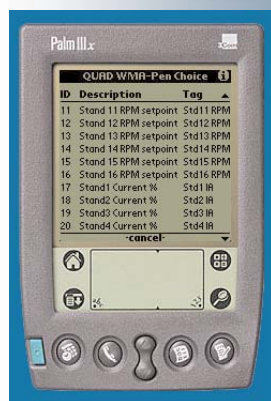 Palm III x
3Com
QUAD WMA-Pen Choice i
ID Description Tag
11 Stand 11 RPM setpoint Std11 RPM
12 Stand 12 RPM setpoint Std12 RPM
13 Stand 13 RPM setpoint Std13 RPM
14 Stand 14 RPM setpoint Std14 RPM
15 Stand 15 RPM setpoint Std15 RPM
16 Stand 16 RPM setpoint Std16 RPM
17 Stand1 Current % Std1 IA
18 Stand2 Current % Std2 IA
19 Stand3 Current % Std3 IA
20 Stand4 Current % Std4 IA
-cancel-